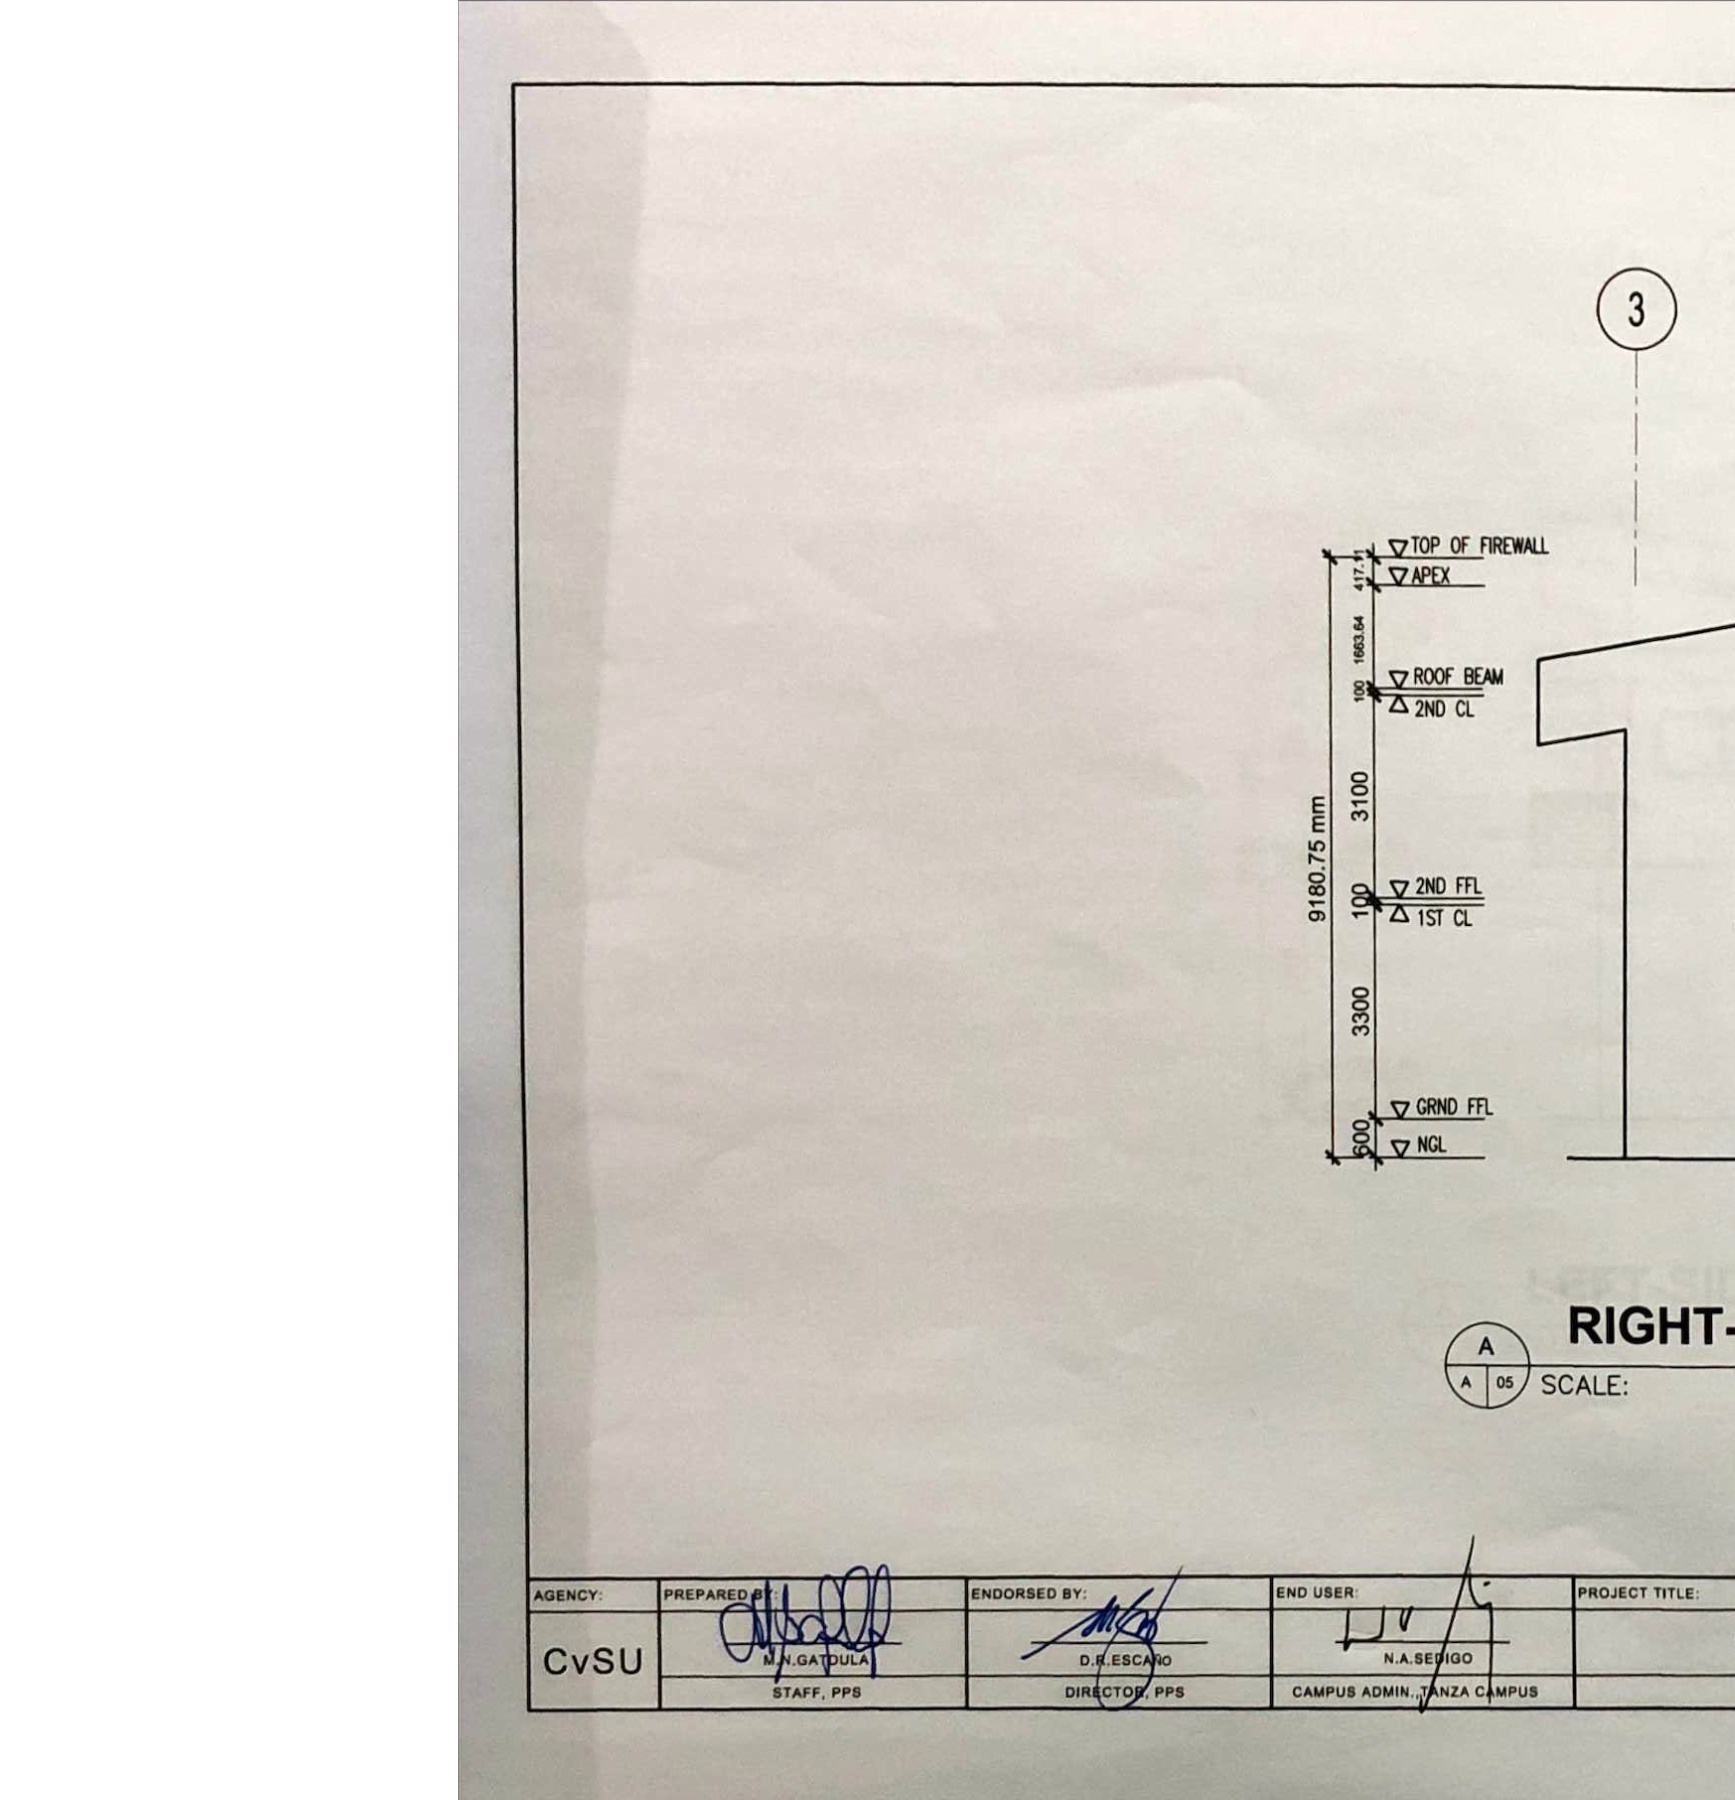 3
TOP OF FIREWALL
417.11
APEX
1663.64
ROOF BEAM
100
2ND CL
3100
9180.75 mm
2ND FFL
100
1ST CL
3300
GRND FFL
600
NGL
RIGHT-
A
A 05
SCALE:
AGENCY:
CvSU
PREPARED BY:
M.N.GATDULA
STAFF, PPS
ENDORSED BY:
D.R.ESCAÑO
DIRECTOR, PPS
END USER:
N.A.SEDIGO
CAMPUS ADMIN.,TANZA CAMPUS
PROJECT TITLE: